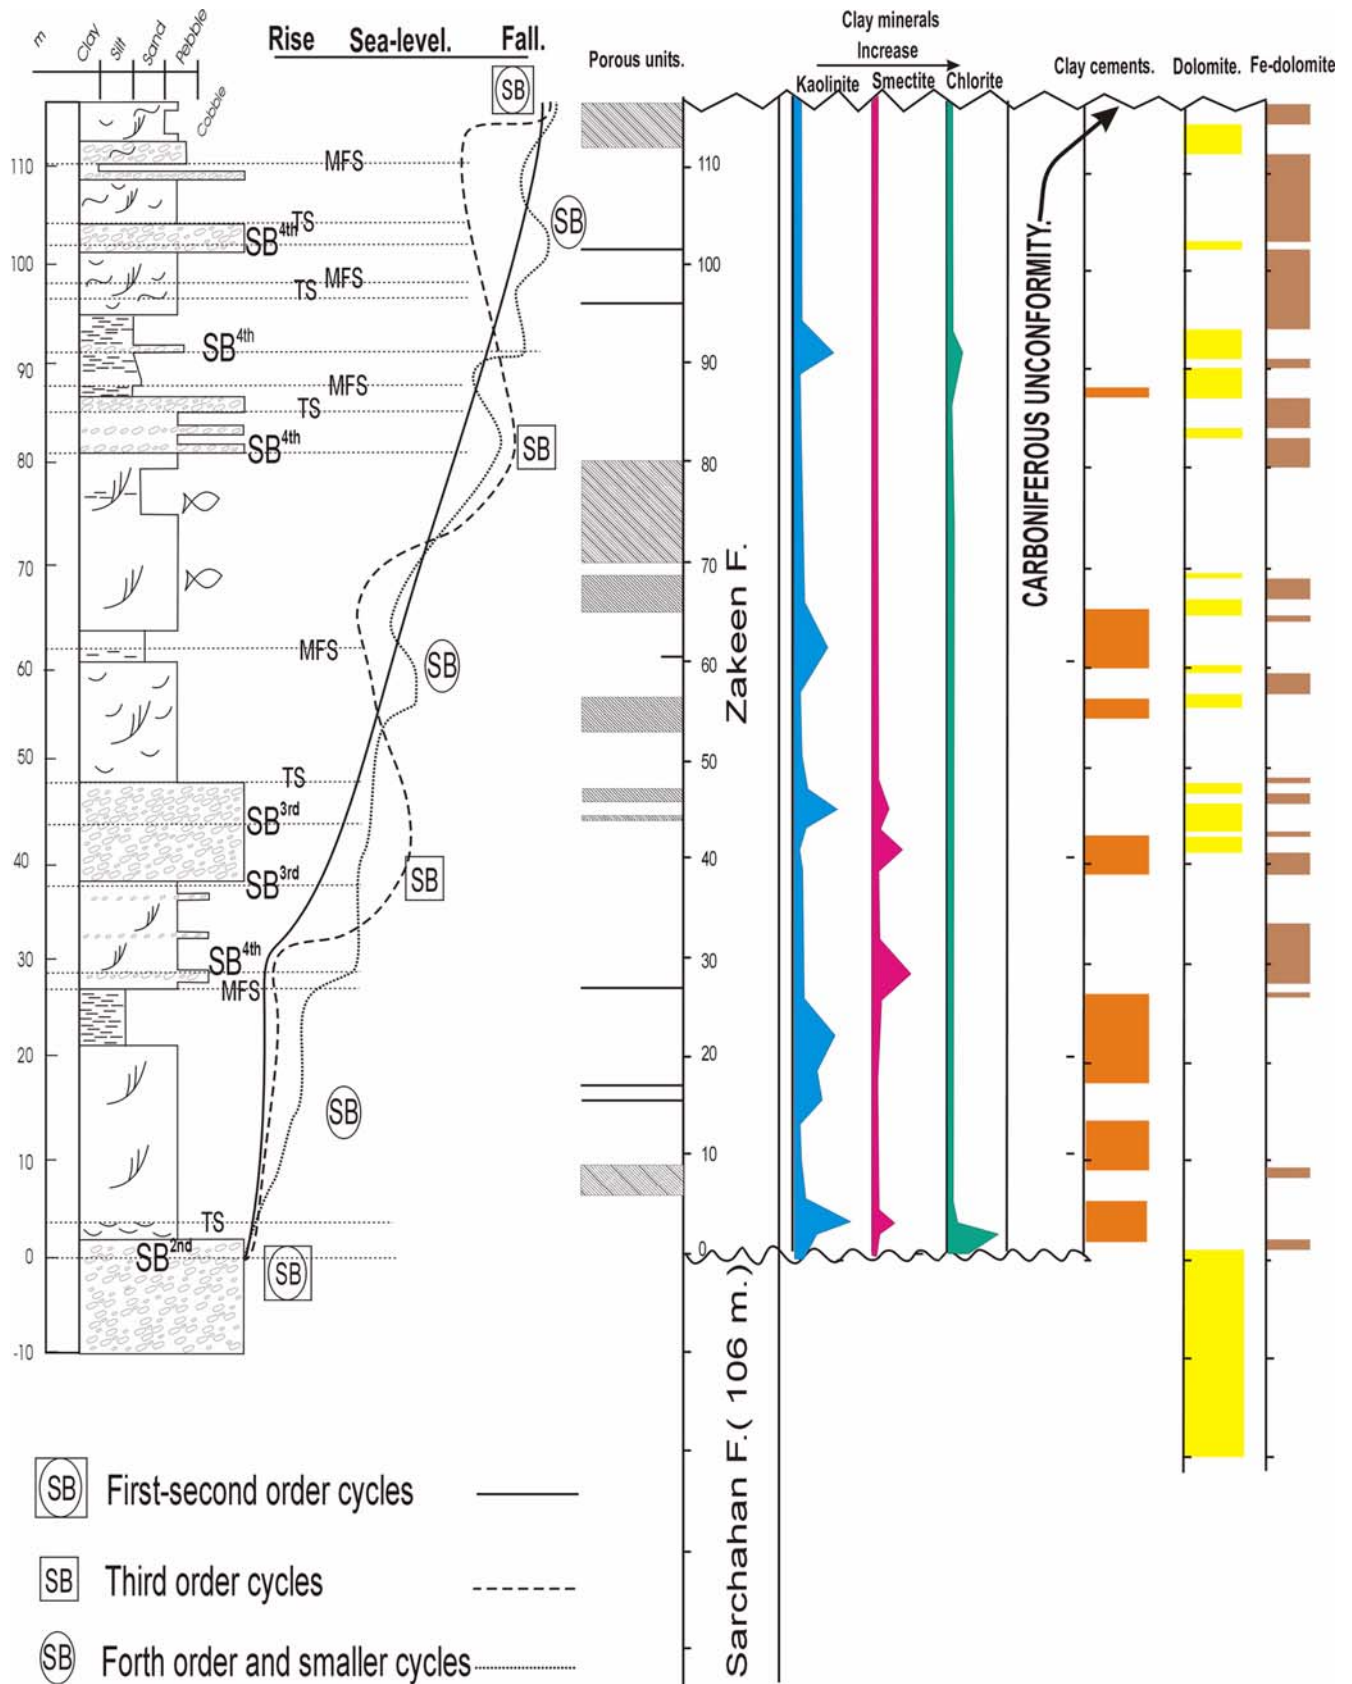 m
Clay
Silt
Sand
Pebble
Cobble
Rise Sea-level. Fall.
SB
Porous units.
Clay minerals
Increase
Kaolinite Smectite Chlorite
Clay cements. Dolomite. Fe-dolomite
110
MFS
TS
SB4th
SB
100
MFS
TS
SB4th
90
MFS
TS
SB4th
SB
80
70
MFS
SB
60
50
TS
SB3rd
40
SB3rd
SB
SB4th
30
MFS
20
SB
10
TS
SB2nd
0
SB
-10
110
100
90
80
70
60
50
40
30
20
10
0
Zakeen F.
Sarchahan F.( 106 m.)
CARBONIFEROUS UNCONFORMITY.
SB First-second order cycles
SB Third order cycles
SB Forth order and smaller cycles